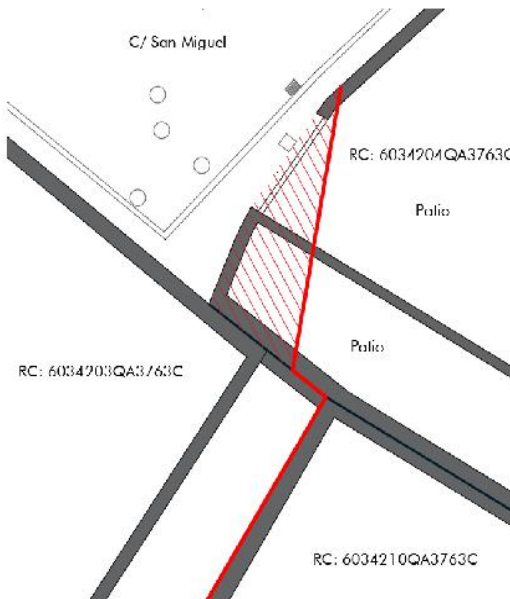 C/ San Miguel
RC: 6034204QA3763C
Patio
Patio
RC: 6034203QA3763C
RC: 6034210QA3763C